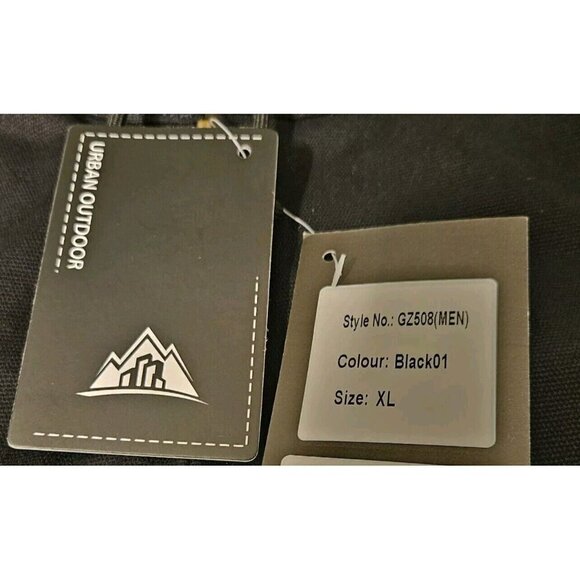 URBAN OUTDOOR
Style No.: GZ508(MEN)
Colour: Black01
Size: XL